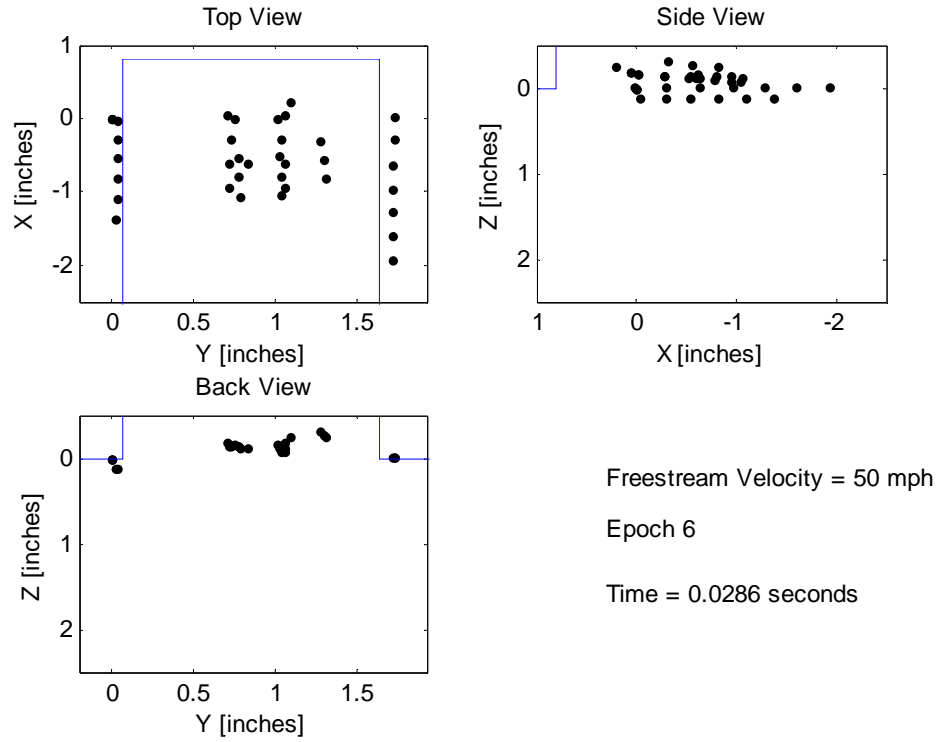 Top View
1
0
-1
-2
X [inches]
0
0.5
1
1.5
Y [inches]
Side View
0
1
2
Z [inches]
1
0
-1
-2
X [inches]
Back View
0
1
2
Z [inches]
0
0.5
1
1.5
Y [inches]
Freestream Velocity = 50 mph
Epoch 6
Time = 0.0286 seconds